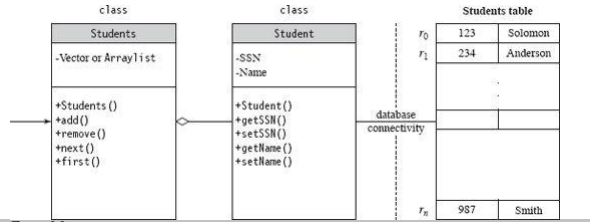 class
Students
-Vector or Arraylist
+Students()
+add()
+remove()
+next()
+first()
class
Student
-SSN
-Name
+Student()
+getSSN()
+setSSN()
+getName()
+setName()
database
connectivity
Students table
r0 123 Solomon
r1 234 Anderson
rn 987 Smith